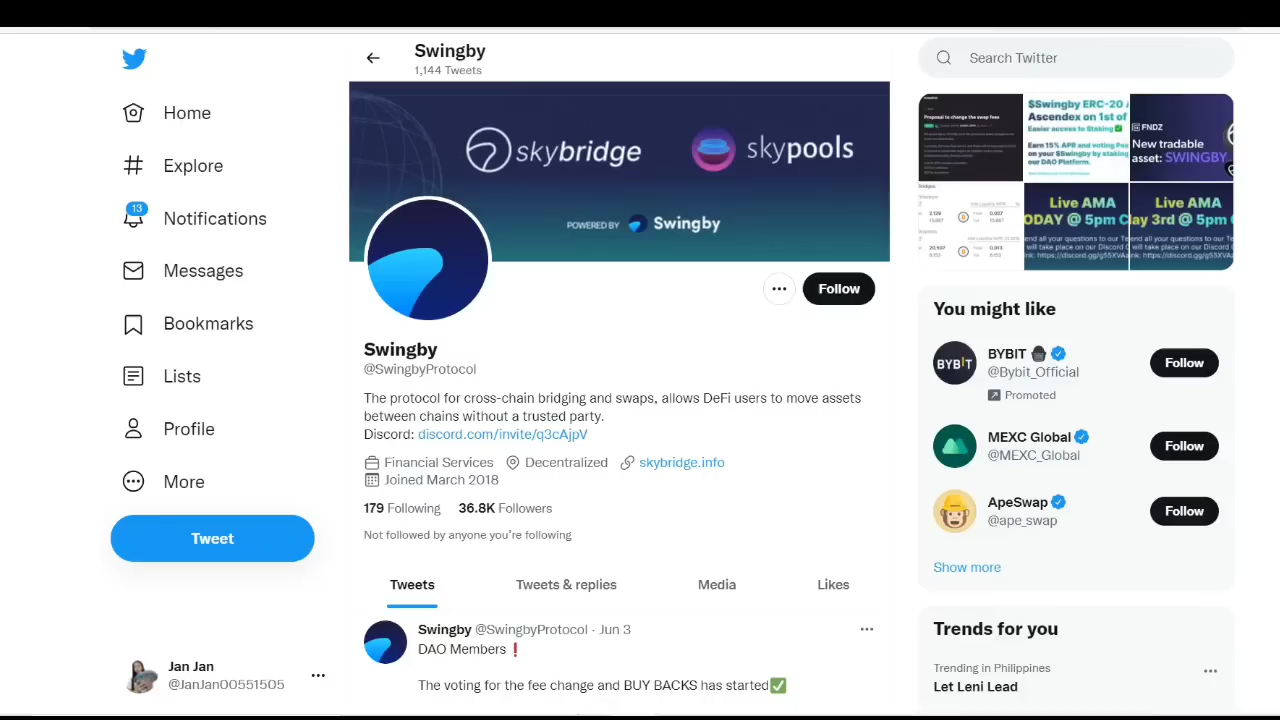 Home
Explore
13
Notifications
Messages
Bookmarks
Lists
Profile
More
Tweet
Jan Jan
@JanJan00551505
Swingby
1,144 Tweets
skybridge
skypools
POWERED BY Swingby
Follow
Swingby
@SwingbyProtocol
The protocol for cross-chain bridging and swaps, allows DeFi users to move assets
between chains without a trusted party.
Discord: discord.com/invite/q3cAjpV
Financial Services Decentralized skybridge.info
Joined March 2018
179 Following 36.8K Followers
Not followed by anyone you're following
Tweets Tweets & replies Media Likes
Swingby @SwingbyProtocol · Jun 3
DAO Members ❗
The voting for the fee change and BUY BACKS has started✅
Search Twitter
Proposal to change the swap fees
$Swingby ERC-20
Ascendex on 1st of
Easier access to Staking✅
Earn 15% APR and voting
on your $Swingby by staking
our DAO Platform.
FNDZ
New tradable
asset: SWINGBY
Live AMA
ODAY @ 5pm
Live AMA
ay 3rd @ 5pm
You might like
BYBIT
BYBIT
@Bybit_Official
Promoted
Follow
MEXC Global
@MEXC_Global
Follow
ApeSwap
@ape_swap
Follow
Show more
Trends for you
Trending in Philippines
Let Leni Lead